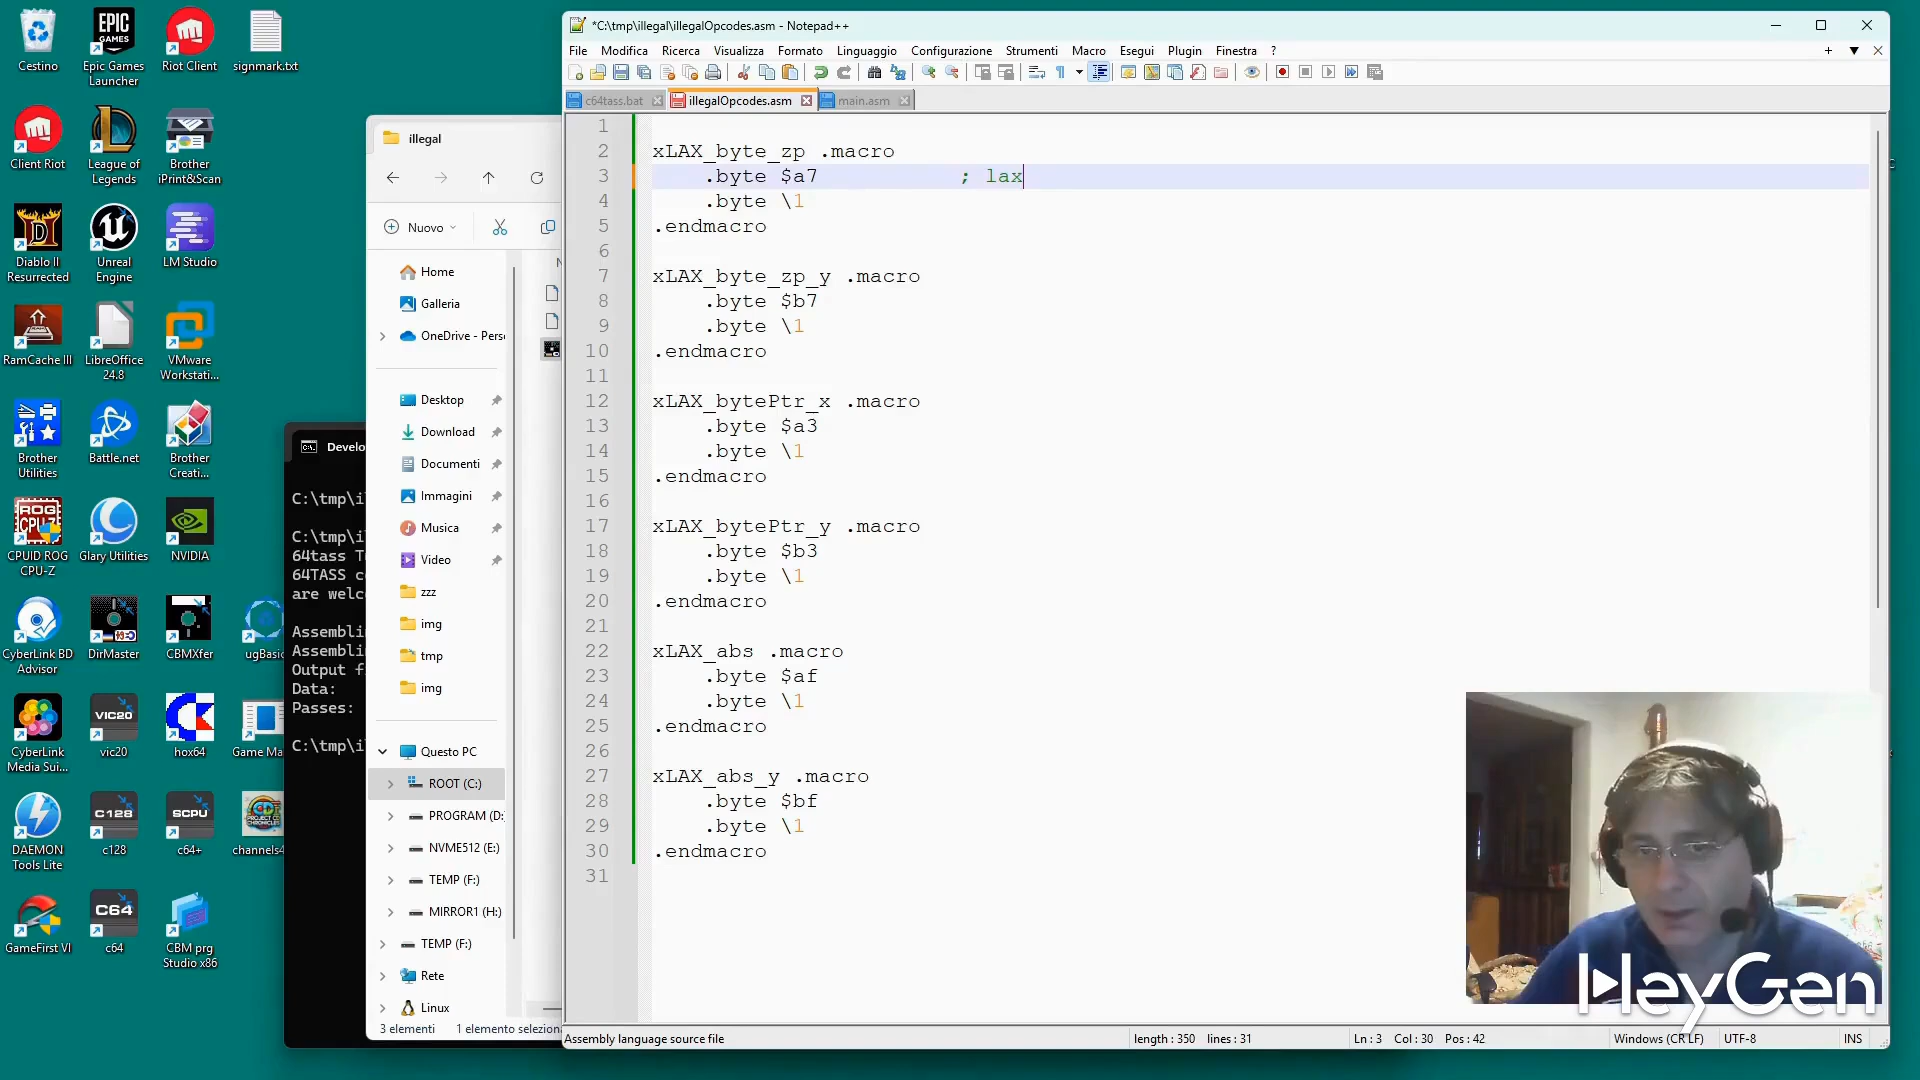 Cestino
Epic Games Launcher
Riot Client
signmark.txt
Client Riot
League of Legends
Brother iPrint&Scan
Diablo II Resurrected
Unreal Engine
LM Studio
RamCache III
LibreOffice 24.8
VMware Workstati...
Brother Utilities
Battle.net
Brother Creati...
CPUID ROG CPU-Z
Glary Utilities
NVIDIA
CyberLink BD Advisor
DirMaster
CBMXfer
ugBasic
CyberLink Media Sui...
vic20
hox64
Game Ma
DAEMON Tools Lite
c128
c64+
channels4
GameFirst VI
c64
CBM prg Studio x86
EPIC GAMES
VIC20
C128
SCPU
C64
Develo
C:\tmp\i
C:\tmp\i
64tass T
64TASS c
are welc
Assembli
Assembli
Output f
Data:
Passes:
C:\tmp\i
illegal
Nuovo
Home
Galleria
OneDrive - Pers
Desktop
Download
Documenti
Immagini
Musica
Video
zzz
img
tmp
img
Questo PC
ROOT (C:)
PROGRAM (D:
NVME512 (E:)
TEMP (F:)
MIRROR1 (H:)
TEMP (F:)
Rete
Linux
3 elementi 1 elemento selezion
*C:\tmp\illegal\illegalOpcodes.asm - Notepad++
File Modifica Ricerca Visualizza Formato Linguaggio Configurazione Strumenti Macro Esegui Plugin Finestra ?
c64tass.bat illegalOpcodes.asm main.asm
1
2 xLAX_byte_zp .macro
3 .byte $a7 ; lax
4 .byte \1
5 .endmacro
6
7 xLAX_byte_zp_y .macro
8 .byte $b7
9 .byte \1
10 .endmacro
11
12 xLAX_bytePtr_x .macro
13 .byte $a3
14 .byte \1
15 .endmacro
16
17 xLAX_bytePtr_y .macro
18 .byte $b3
19 .byte \1
20 .endmacro
21
22 xLAX_abs .macro
23 .byte $af
24 .byte \1
25 .endmacro
26
27 xLAX_abs_y .macro
28 .byte $bf
29 .byte \1
30 .endmacro
31
HeyGen
Assembly language source file length : 350 lines : 31 Ln : 3 Col : 30 Pos : 42 Windows (CR LF) UTF-8 INS